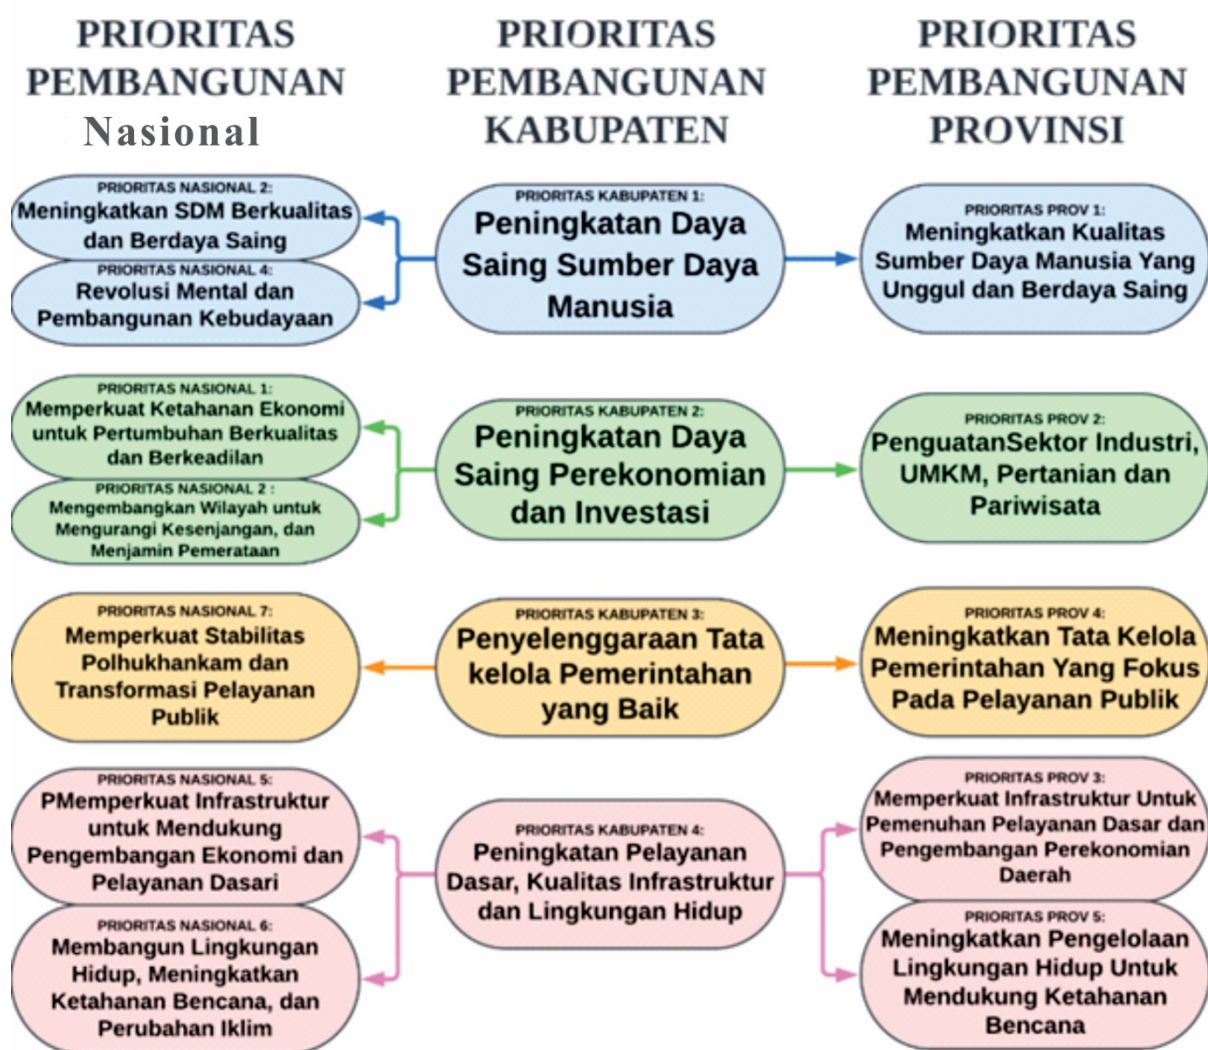 PRIORITAS
PEMBANGUNAN
Nasional
PRIORITAS NASIONAL 2:
Meningkatkan SDM Berkualitas
dan Berdaya Saing
PRIORITAS NASIONAL 4:
Revolusi Mental dan
Pembangunan Kebudayaan
PRIORITAS NASIONAL 1:
Memperkuat Ketahanan Ekonomi
untuk Pertumbuhan Berkualitas
dan Berkeadilan
PRIORITAS NASIONAL 2 :
Mengembangkan Wilayah untuk
Mengurangi Kesenjangan, dan
Menjamin Pemerataan
PRIORITAS NASIONAL 7:
Memperkuat Stabilitas
Polhukhankam dan
Transformasi Pelayanan
Publik
PRIORITAS NASIONAL 5:
PMemperkuat Infrastruktur
untuk Mendukung
Pengembangan Ekonomi dan
Pelayanan Dasari
PRIORITAS NASIONAL 6:
Membangun Lingkungan
Hidup, Meningkatkan
Ketahanan Bencana, dan
Perubahan Iklim
PRIORITAS
PEMBANGUNAN
KABUPATEN
PRIORITAS KABUPATEN 1:
Peningkatan Daya
Saing Sumber Daya
Manusia
PRIORITAS KABUPATEN 2:
Peningkatan Daya
Saing Perekonomian
dan Investasi
PRIORITAS KABUPATEN 3:
Penyelenggaraan Tata
kelola Pemerintahan
yang Baik
PRIORITAS KABUPATEN 4:
Peningkatan Pelayanan
Dasar, Kualitas Infrastruktur
dan Lingkungan Hidup
PRIORITAS
PEMBANGUNAN
PROVINSI
PRIORITAS PROV 1:
Meningkatkan Kualitas
Sumber Daya Manusia Yang
Unggul dan Berdaya Saing
PRIORITAS PROV 2:
PenguatanSektor Industri,
UMKM, Pertanian dan
Pariwisata
PRIORITAS PROV 4:
Meningkatkan Tata Kelola
Pemerintahan Yang Fokus
Pada Pelayanan Publik
PRIORITAS PROV 3:
Memperkuat Infrastruktur Untuk
Pemenuhan Pelayanan Dasar dan
Pengembangan Perekonomian
Daerah
PRIORITAS PROV 5:
Meningkatkan Pengelolaan
Lingkungan Hidup Untuk
Mendukung Ketahanan
Bencana